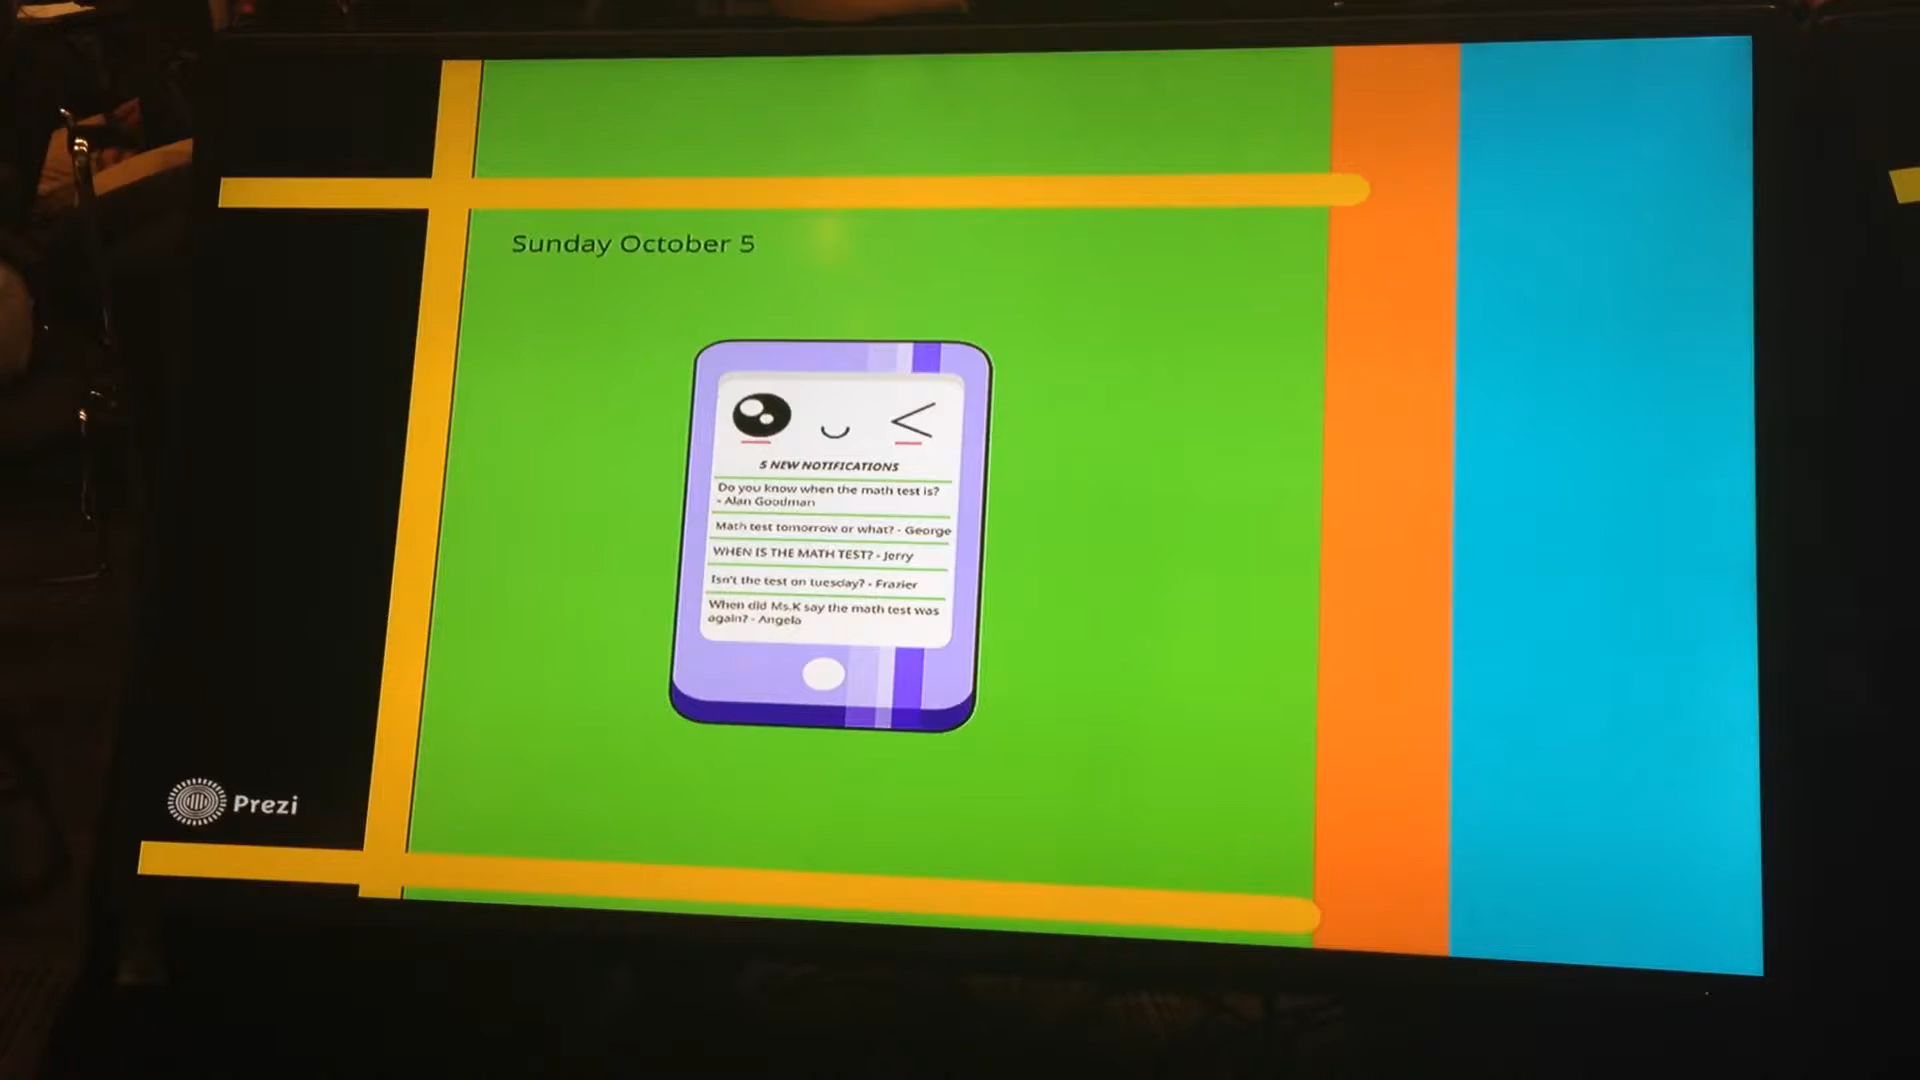 Sunday October 5
5 NEW NOTIFICATIONS
Do you know when the math test is?
- Alan Goodman
Math test tomorrow or what? - George
WHEN IS THE MATH TEST? - Jerry
Isn't the test on tuesday? - Frazier
When did Ms.K say the math test was
again? - Angela
Prezi